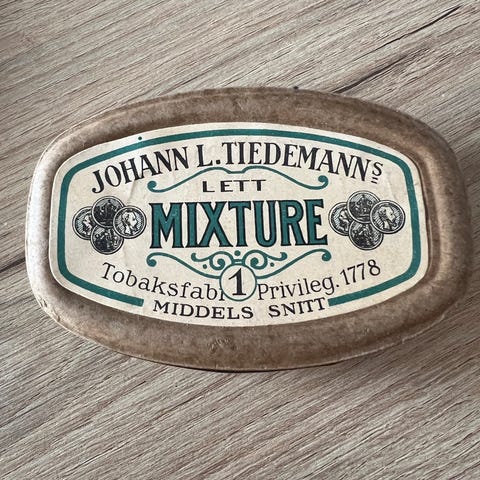 JOHANN L. TIEDEMANNS
LETT
MIXTURE
Tobaksfabr 1 Privileg. 1778
MIDDELS SNITT